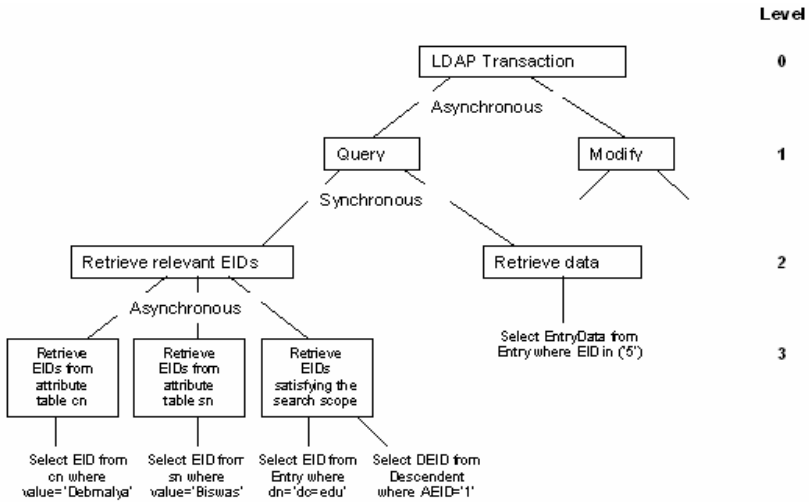 Level
LDAP Transaction
0
Asynchronous
Query
Modify
1
Synchronous
Retrieve relevant EIDs
Retrieve data
2
Asynchronous
Select EntryData from
Entry where EID in ('5')
3
Retrieve
EIDs from
attribute
table cn
Retrieve
EIDs from
attribute
table sn
Retrieve
EIDs
satisfying the
search scope
Select EID from
cn where
value='Debmalya'
Select EID from
sn where
value='Biswas'
Select EID from
Entry where
dn='dc=edu'
Select DEID from
Descendent
where AEID='1'